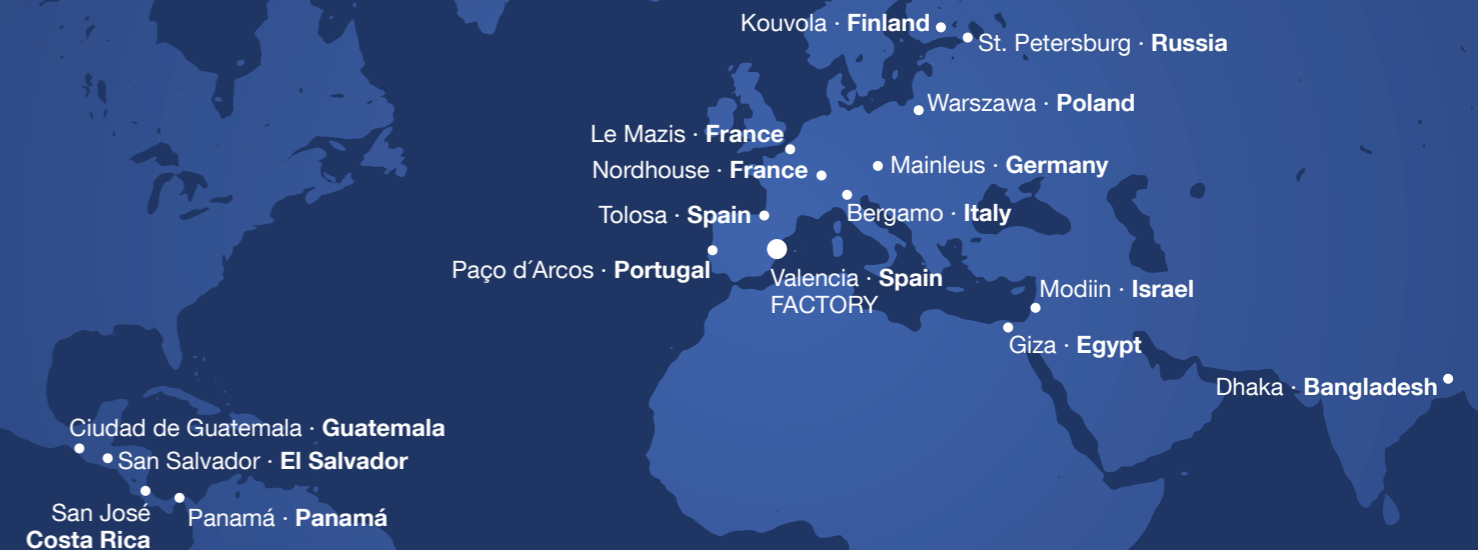 Kouvola · Finland
St. Petersburg · Russia
Warszawa · Poland
Le Mazis · France
Nordhouse · France
Mainleus · Germany
Tolosa · Spain
Bergamo · Italy
Paço d´Arcos · Portugal
Valencia · Spain
FACTORY
Modiin · Israel
Giza · Egypt
Dhaka · Bangladesh
Ciudad de Guatemala · Guatemala
San Salvador · El Salvador
San José
Costa Rica
Panamá · Panamá